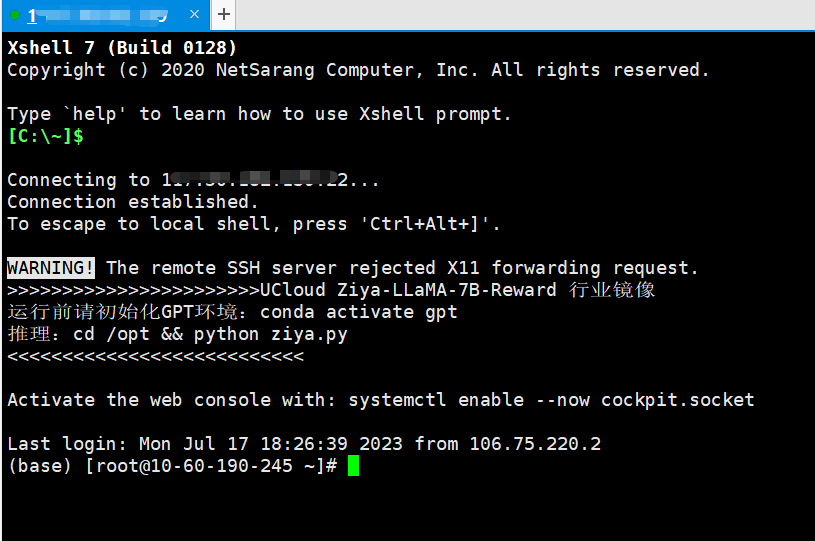 Xshell 7 (Build 0128)
Copyright (c) 2020 NetSarang Computer, Inc. All rights reserved.
Type `help' to learn how to use Xshell prompt.
[C:\~]$
Connecting to
Connection established.
To escape to local shell, press 'Ctrl+Alt+]'.
WARNING! The remote SSH server rejected X11 forwarding request.
>>>>>>>>>>>>>>>>>>>>>>>UCloud Ziya-LLaMA-7B-Reward 行业镜像
运行前请初始化GPT环境：conda activate gpt
推理：cd /opt && python ziya.py
<<<<<<<<<<<<<<<<<<<<<<<<<<<
Activate the web console with: systemctl enable --now cockpit.socket
Last login: Mon Jul 17 18:26:39 2023 from 106.75.220.2
(base) [root@10-60-190-245 ~]#